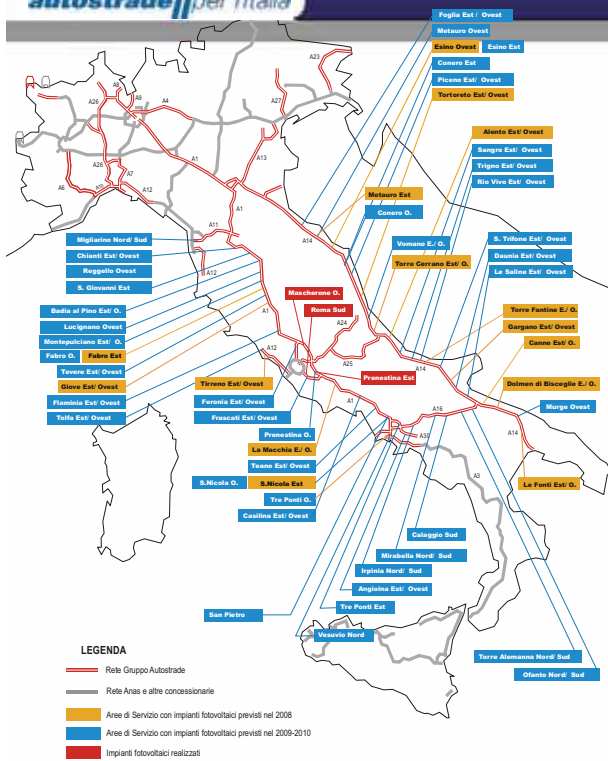 autostrade per l'Italia
Foglia Est / Ovest
Metauro Ovest
Esino Ovest Esino Est
Conero Est
Piceno Est/ Ovest
Tortoreto Est/ Ovest
A23
A8
A9
A26
A4
A27
Alento Est/ Ovest
Sangro Est/ Ovest
Trigno Est/ Ovest
Rio Vivo Est/ Ovest
A1
A13
A26
A7
A6
A10
A12
Metauro Est
Conero O.
A1
A11
A14
Migliarino Nord/ Sud
Chianti Est/ Ovest
Reggello Ovest
S. Giovanni Est
A12
Vomano E./ O.
Torre Cerrano Est/ O.
S. Trifone Est/ Ovest
Daunia Est/ Ovest
Le Saline Est/ Ovest
Mascherone O.
Roma Sud
Badia al Pino Est/ O.
Lucignano Ovest
Montepulciano Est/ O.
Fabro O. Fabro Est
Tevere Est/ Ovest
Giove Est/ Ovest
Flaminia Est/ Ovest
Tolfa Est/ Ovest
A1
A24
A12
A25
A14
Torre Fantine E./ O.
Gargano Est/ Ovest
Canne Est/ O.
Prenestina Est
Tirreno Est/ Ovest
Feronia Est/ Ovest
Frascati Est/ Ovest
Dolmen di Bisceglie E./ O.
Murge Ovest
A1
A16
A14
A30
A3
Prenestina O.
La Macchia E./ O.
Teano Est/ Ovest
S.Nicola O. S.Nicola Est
Tre Ponti O.
Casilina Est/ Ovest
Le Fonti Est/ O.
Calaggio Sud
Mirabella Nord/ Sud
Irpinia Nord/ Sud
Angioina Est/ Ovest
Tre Ponti Est
San Pietro
Vesuvio Nord
Torre Alemanna Nord/ Sud
Ofanto Nord/ Sud
LEGENDA
Rete Gruppo Autostrade
Rete Anas e altre concessionarie
Aree di Servizio con impianti fotovoltaici previsti nel 2008
Aree di Servizio con impianti fotovoltaici previsti nel 2009-2010
Impianti fotovoltaici realizzati